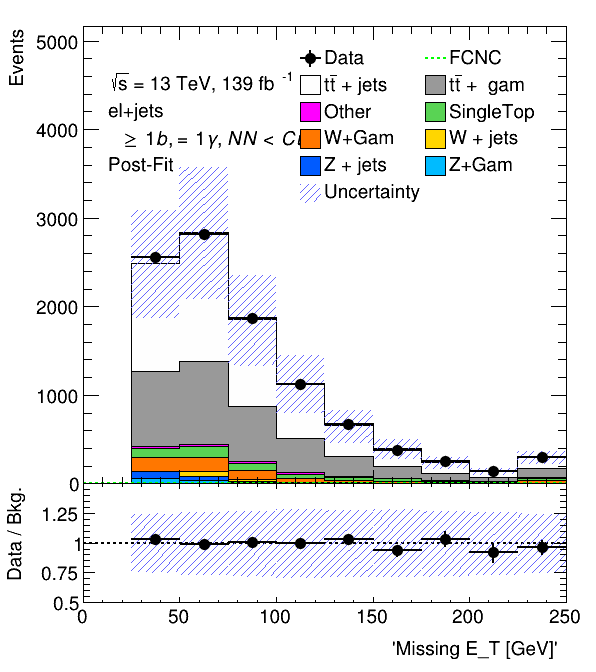 Events
5000
4000
3000
2000
1000
0
√s = 13 TeV, 139 fb -1
el+jets
≥ 1b, = 1γ, NN <
Post-Fit
Data
FCNC
tt̄ + jets
tt̄ + gam
Other
SingleTop
W+Gam
W + jets
Z + jets
Z+Gam
Uncertainty
Data / Bkg.
1.25
1
0.75
0.5
0 50 100 150 200 250
'Missing E_T [GeV]'